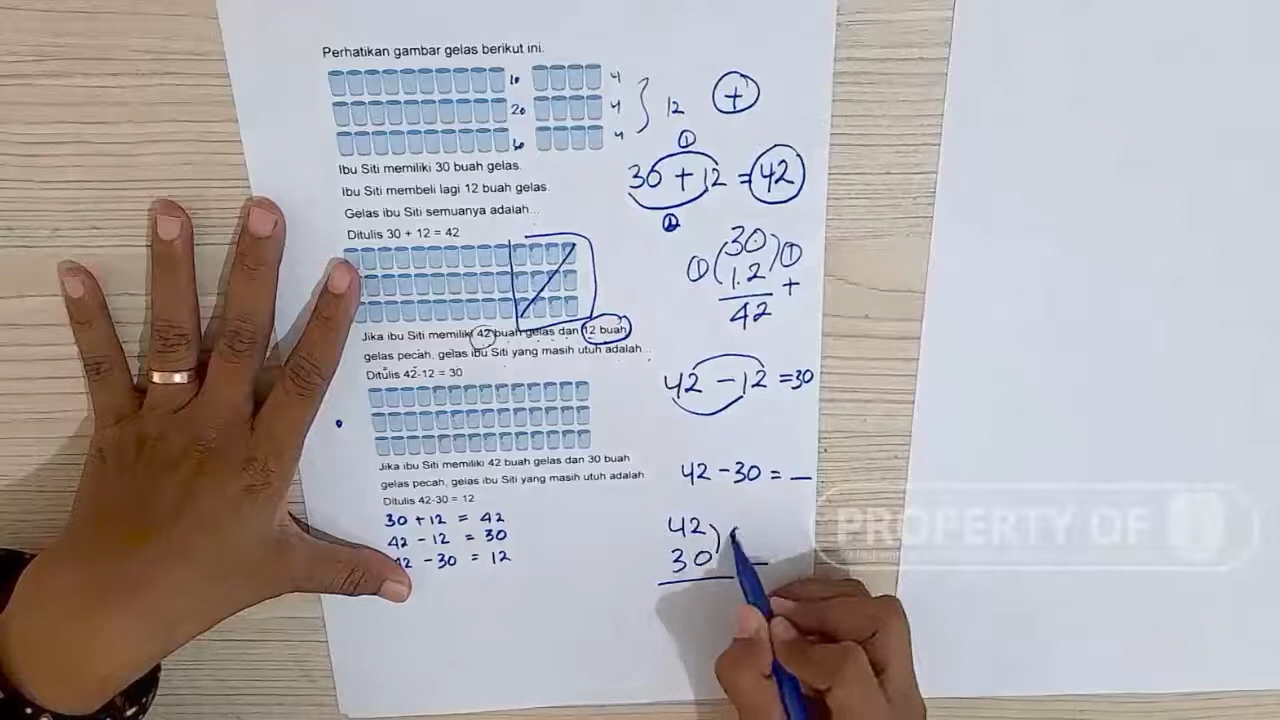 Perhatikan gambar gelas berikut ini.
10 4
20 4 } 12 +
30 4
Ibu Siti memiliki 30 buah gelas.
Ibu Siti membeli lagi 12 buah gelas.
Gelas ibu Siti semuanya adalah...
Ditulis 30 + 12 = 42
Jika ibu Siti memiliki 42 buah gelas dan 12 buah
gelas pecah, gelas ibu Siti yang masih utuh adalah...
Ditulis 42-12 = 30
Jika ibu Siti memiliki 42 buah gelas dan 30 buah
gelas pecah, gelas ibu Siti yang masih utuh adalah
Ditulis 42-30 = 12
30 + 12 = 42
42 - 12 = 30
42 - 30 = 12
1
30 + 12 = 42
2
30
1 12 1
+
42
42 - 12 = 30
42 - 30 = _
42
30 -
PROPERTY OF